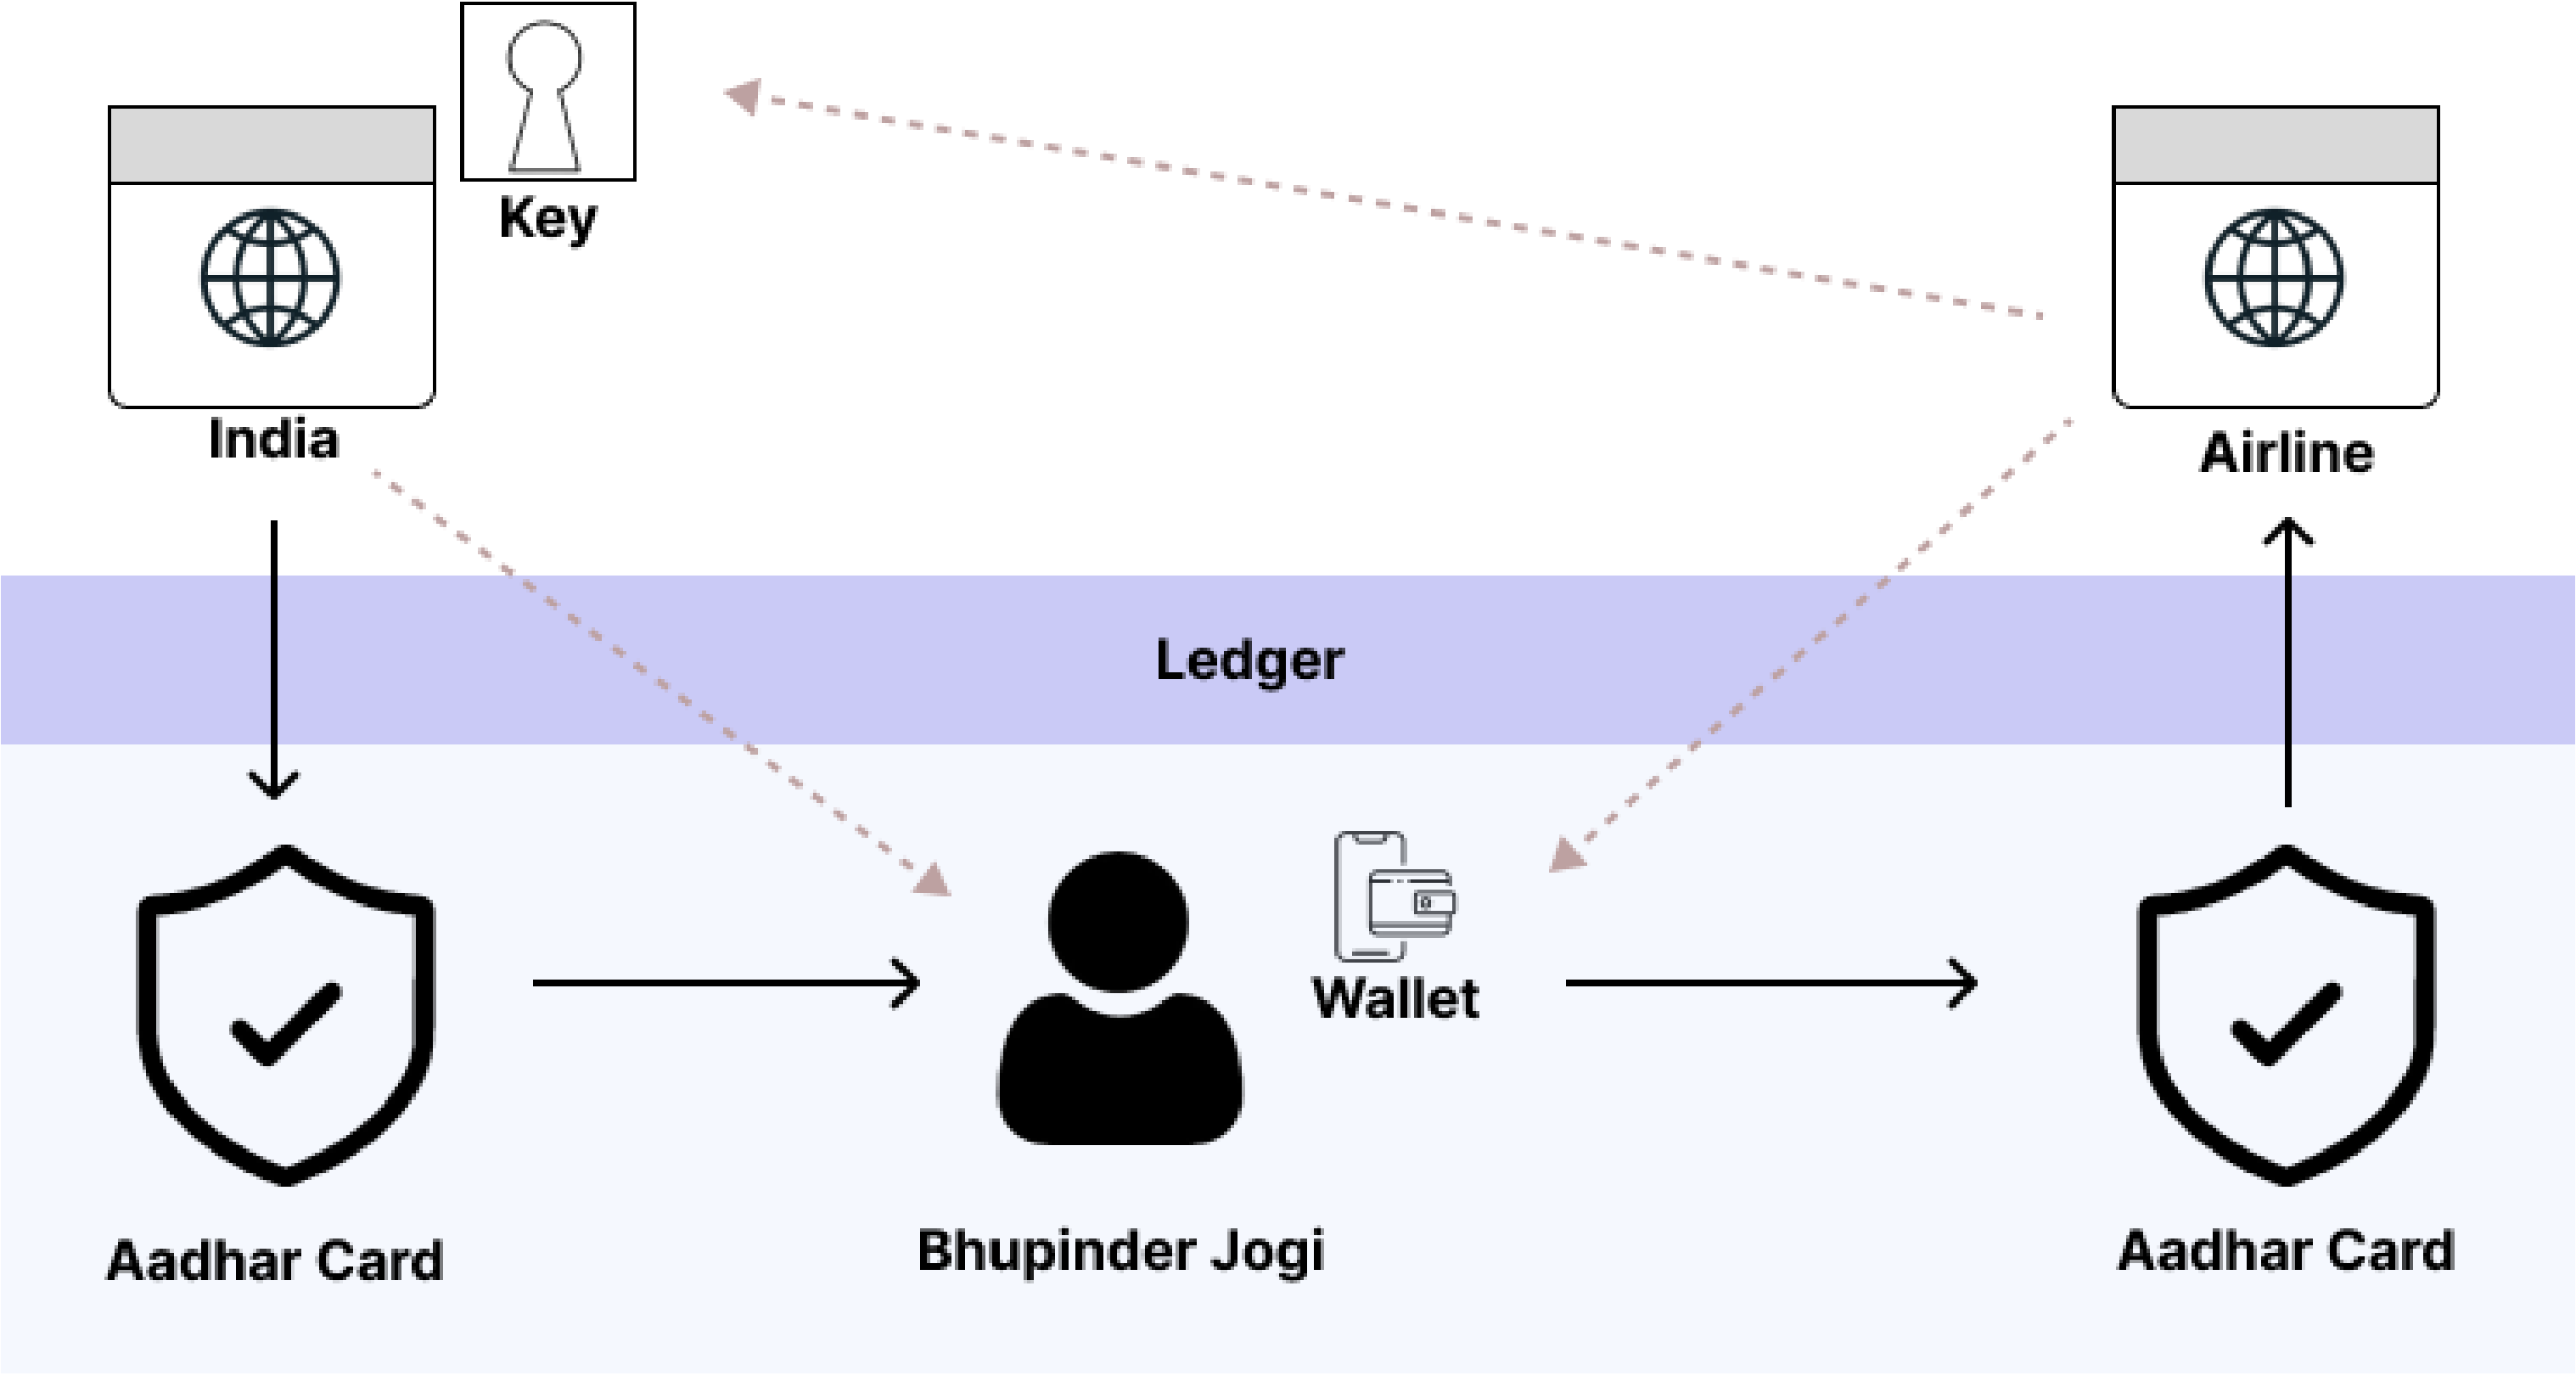 Key
India
Airline
Ledger
Wallet
Aadhar Card
Bhupinder Jogi
Aadhar Card